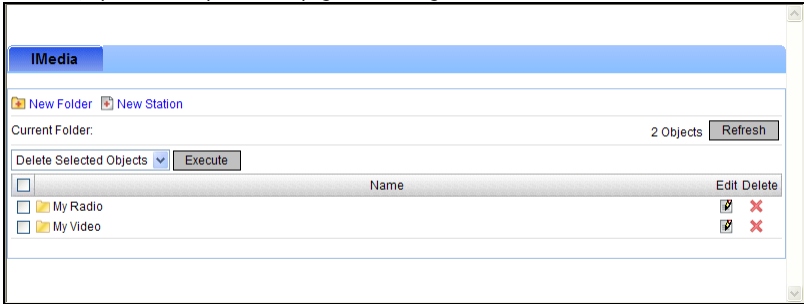 IMedia
New Folder New Station
Current Folder: 2 Objects Refresh
Delete Selected Objects Execute
Name Edit Delete
My Radio
My Video